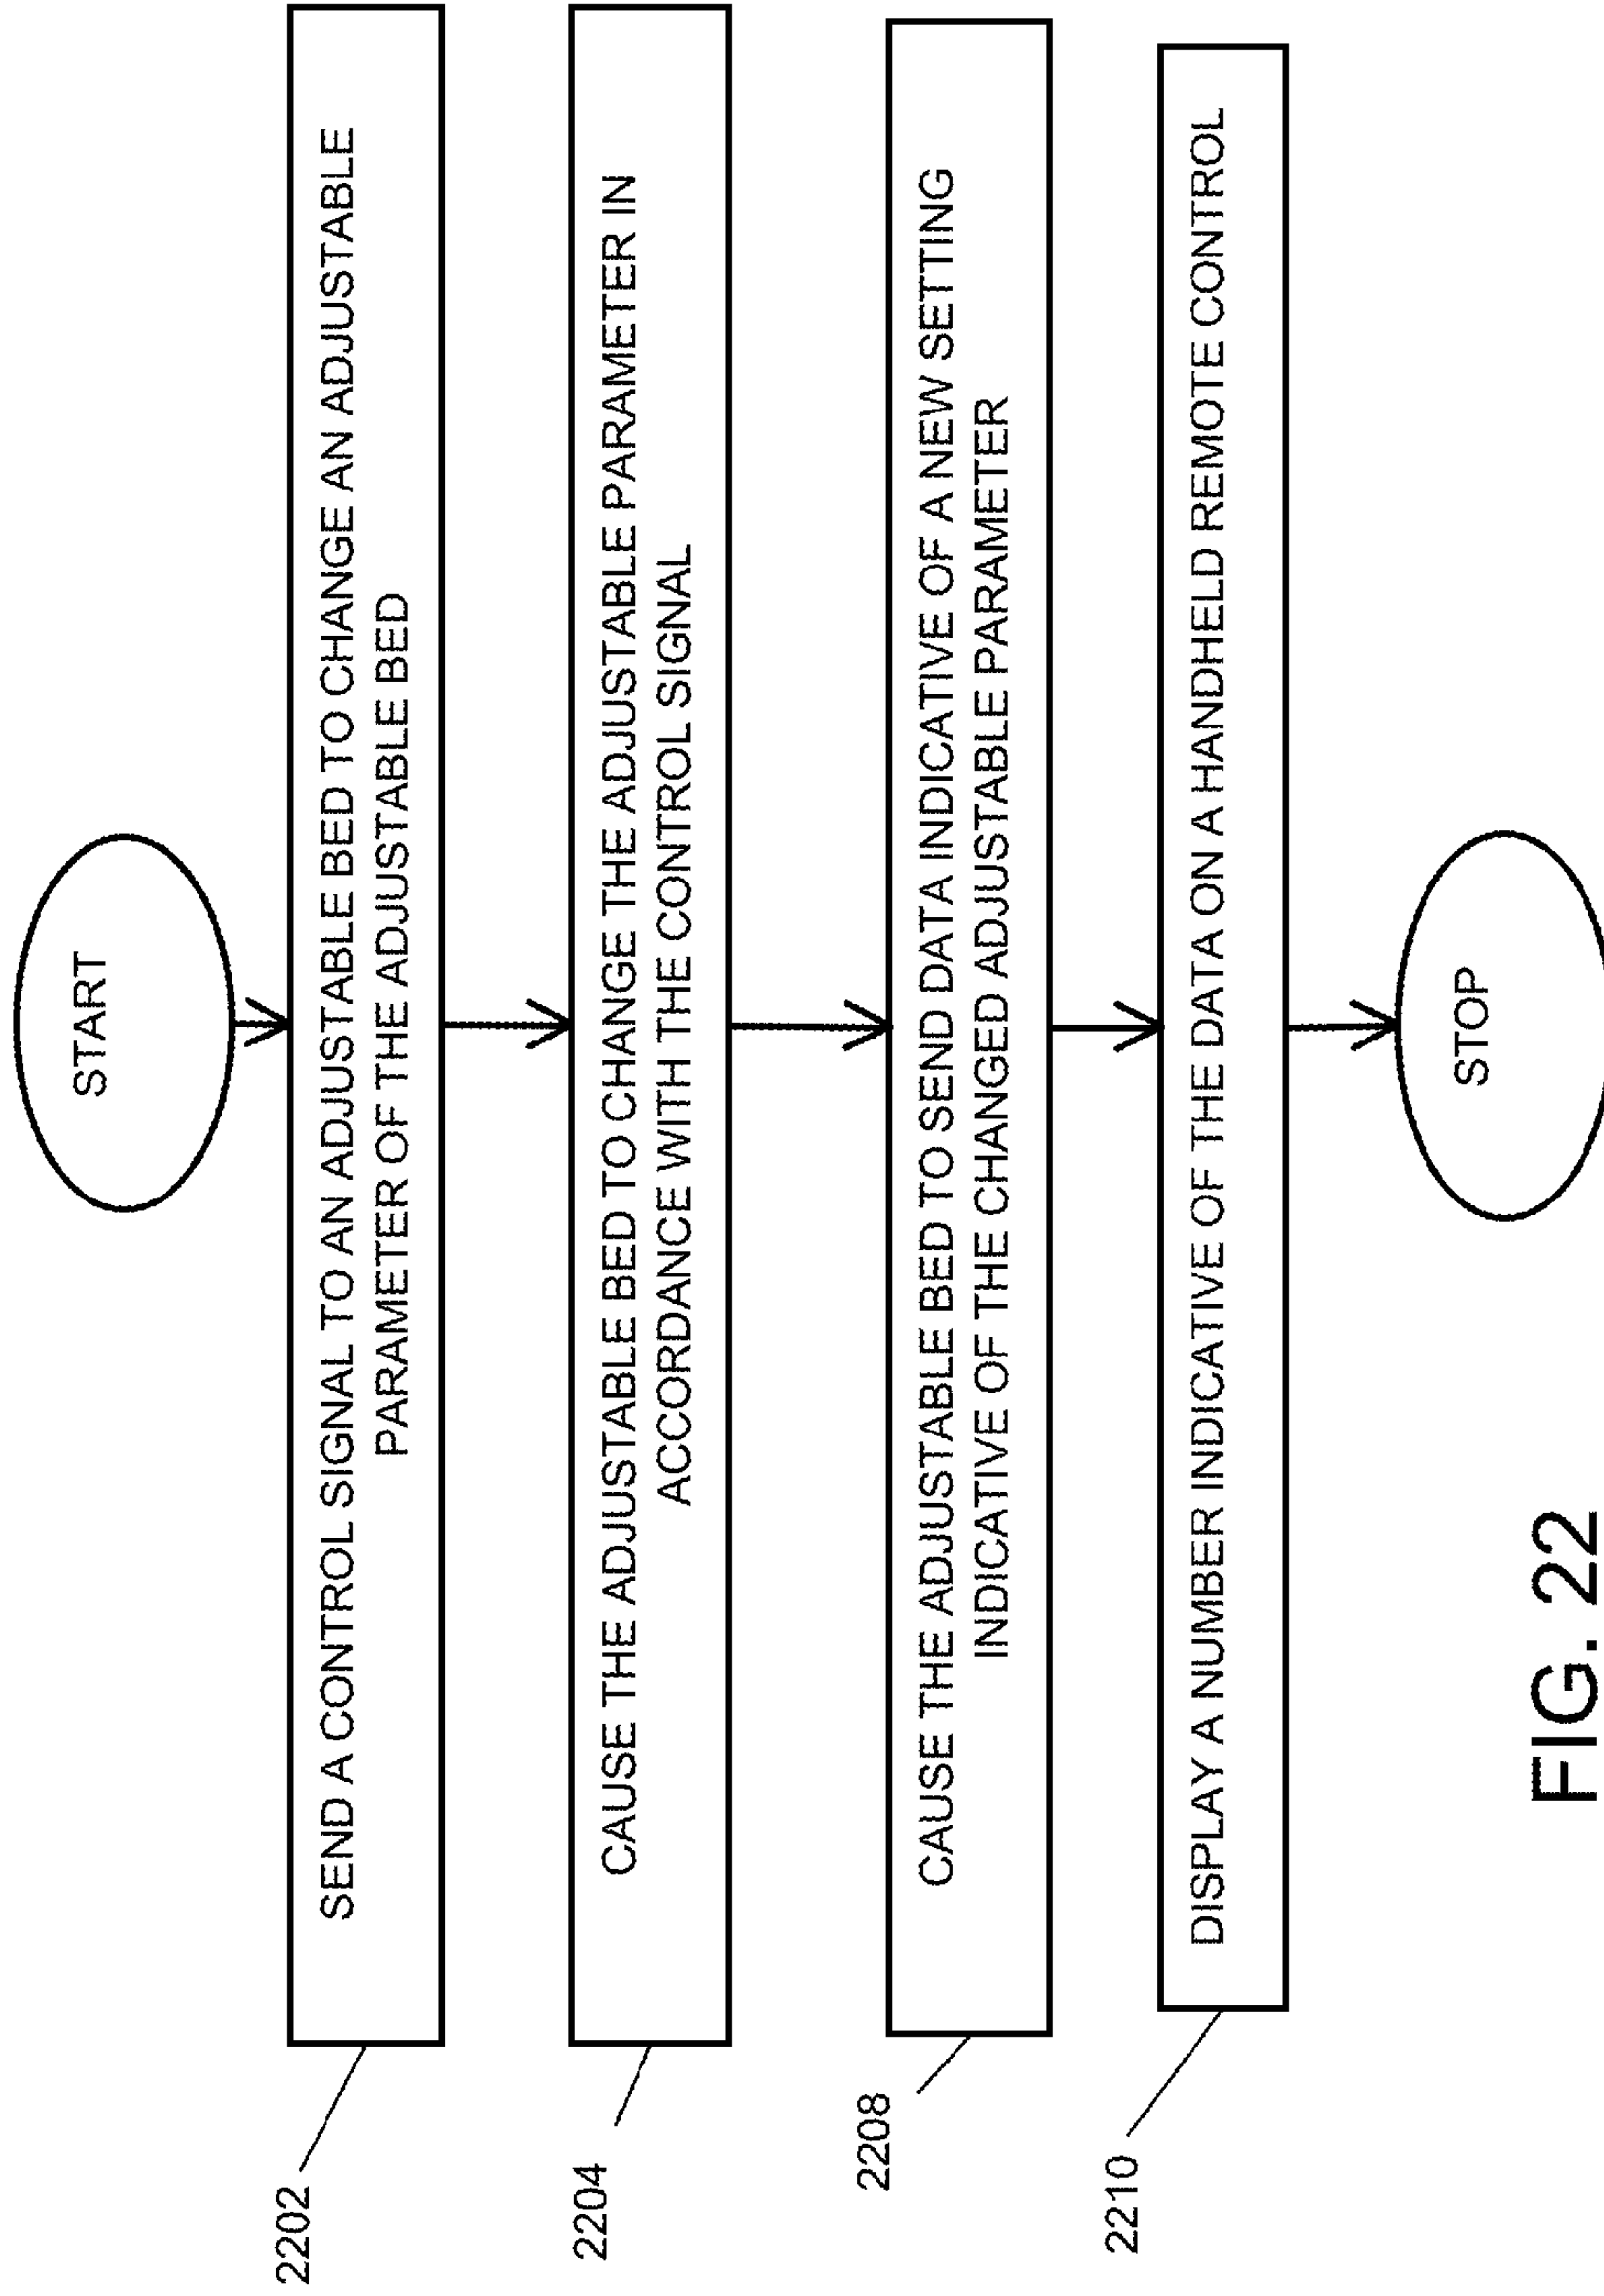 START
2202
SEND A CONTROL SIGNAL TO AN ADJUSTABLE BED TO CHANGE AN ADJUSTABLE
PARAMETER OF THE ADJUSTABLE BED
2204
CAUSE THE ADJUSTABLE BED TO CHANGE THE ADJUSTABLE PARAMETER IN
ACCORDANCE WITH THE CONTROL SIGNAL
2208
CAUSE THE ADJUSTABLE BED TO SEND DATA INDICATIVE OF A NEW SETTING
INDICATIVE OF THE CHANGED ADJUSTABLE PARAMETER
2210
DISPLAY A NUMBER INDICATIVE OF THE DATA ON A HANDHELD REMOTE CONTROL
STOP
FIG. 22